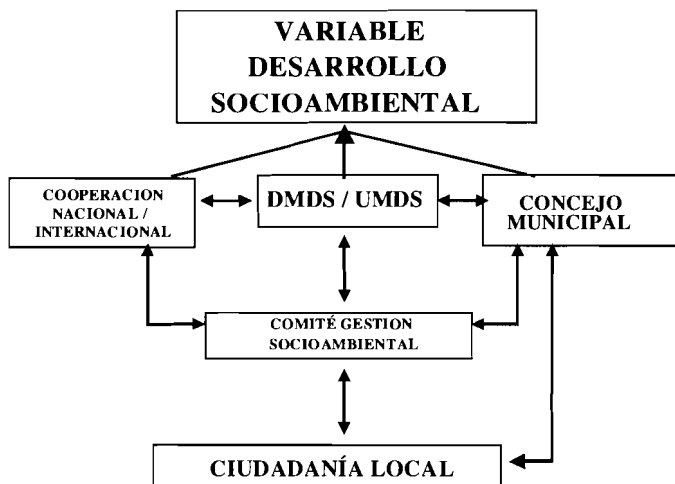 VARIABLE
DESARROLLO
SOCIOAMBIENTAL
COOPERACION
NACIONAL /
INTERNACIONAL
DMDS / UMDS
CONCEJO
MUNICIPAL
COMITÉ GESTION
SOCIOAMBIENTAL
CIUDADANÍA LOCAL